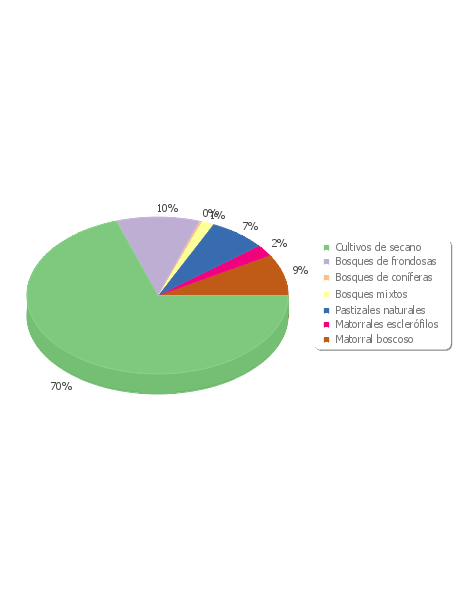 10%
0%
1%
7%
2%
9%
70%
Cultivos de secano
Bosques de frondosas
Bosques de coníferas
Bosques mixtos
Pastizales naturales
Matorrales esclerófilos
Matorral boscoso